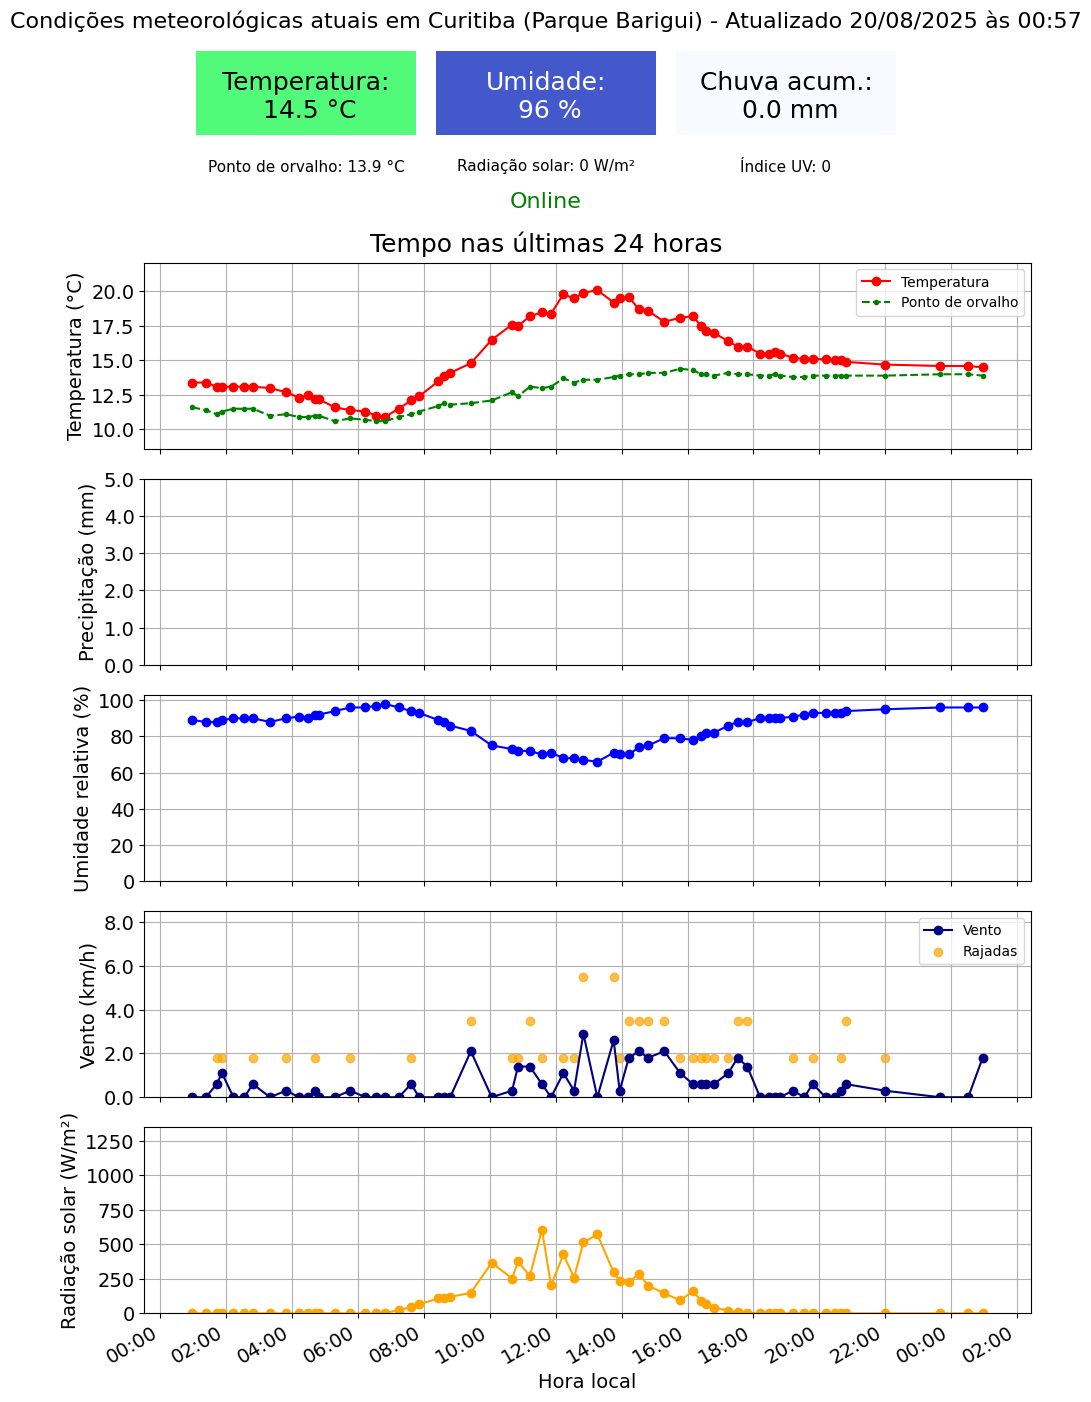 Condições meteorológicas atuais em Curitiba (Parque Barigui) - Atualizado 20/08/2025 às 00:57
Temperatura:
14.5 °C
Umidade:
96 %
Chuva acum.:
0.0 mm
Ponto de orvalho: 13.9 °C
Radiação solar: 0 W/m²
Índice UV: 0
Online
Tempo nas últimas 24 horas
Temperatura (°C)
20.0
17.5
15.0
12.5
10.0
Temperatura
Ponto de orvalho
Precipitação (mm)
5.0
4.0
3.0
2.0
1.0
0.0
Umidade relativa (%)
100
80
60
40
20
0
Vento (km/h)
8.0
6.0
4.0
2.0
0.0
Vento
Rajadas
Radiação solar (W/m²)
1250
1000
750
500
250
0
00:00
02:00
04:00
06:00
08:00
10:00
12:00
14:00
16:00
18:00
20:00
22:00
00:00
02:00
Hora local